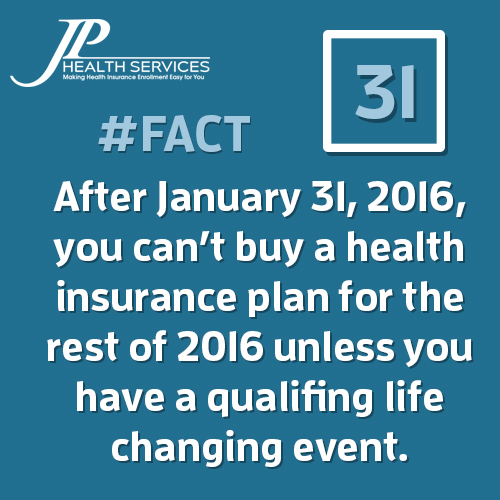 JP
HEALTH SERVICES
Making Health Insurance Enrollment Easy for You
31
#FACT
After January 31, 2016,
you can't buy a health
insurance plan for the
rest of 2016 unless you
have a qualifing life
changing event.